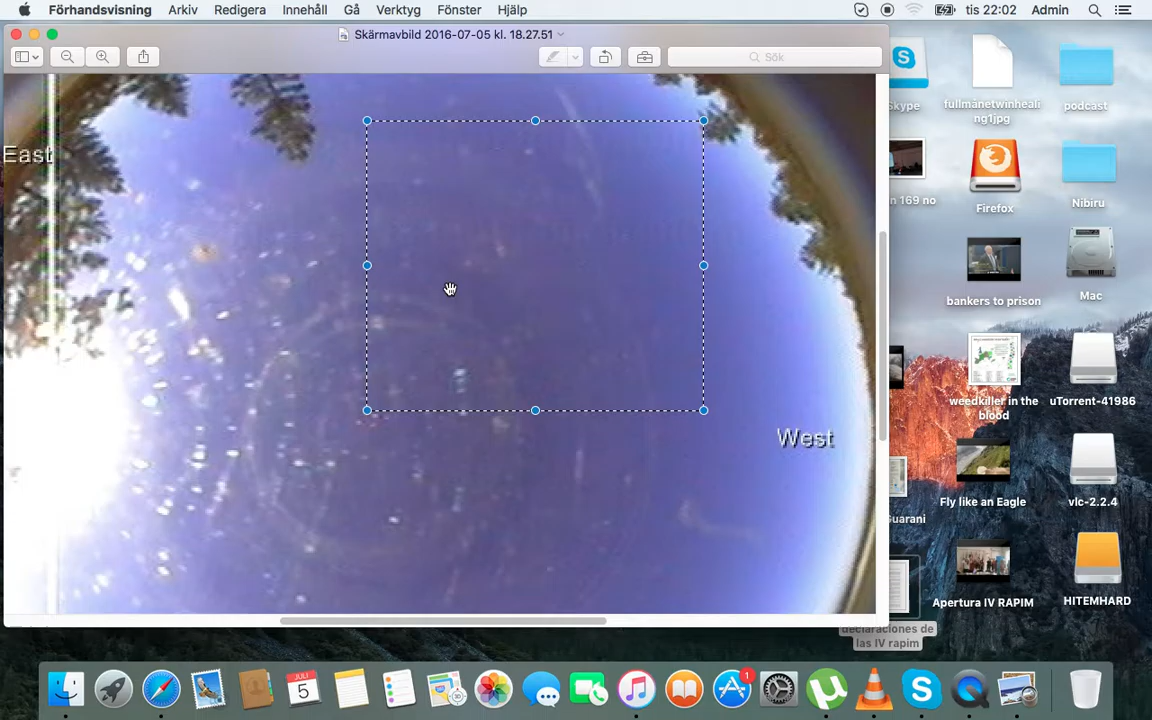 Förhandsvisning Arkiv Redigera Innehåll Gå Verktyg Fönster Hjälp tis 22:02 Admin
Skärmavbild 2016-07-05 kl. 18.27.51
Sök
East
West
Skype
fullmånetwinheali
ng1jpg
podcast
n 169 no
Firefox
Nibiru
bankers to prison
Mac
weedkiller in the
blood
uTorrent-41986
Guarani
Fly like an Eagle
vlc-2.2.4
declaraciones de
las IV rapim
Apertura IV RAPIM
HITEMHARD
JULI
5
1